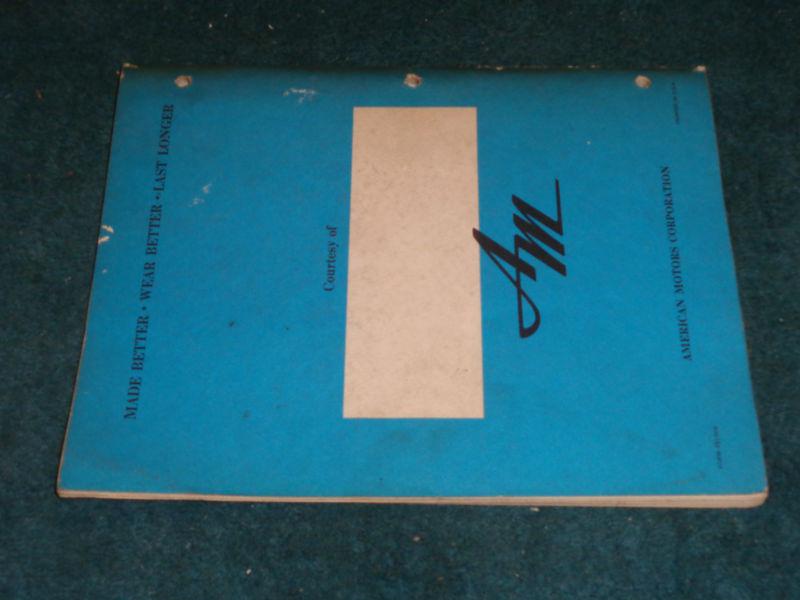 MADE BETTER • WEAR BETTER • LAST LONGER
Courtesy of
AM
AMERICAN MOTORS CORPORATION